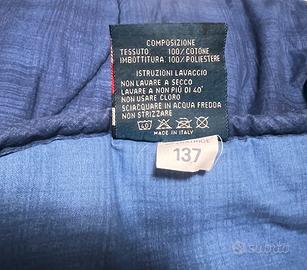 COMPOSIZIONE
TESSUTO : 100/COTONE
IMBOTTITURA : 100/POLIESTERE
ISTRUZIONI LAVAGGIO
NON LAVARE A SECCO
LAVARE A NON PIÙ DI 40°
NON USARE CLORO
SCIACQUARE IN ACQUA FREDDA
NON STRIZZARE
MADE IN ITALY
137
subito